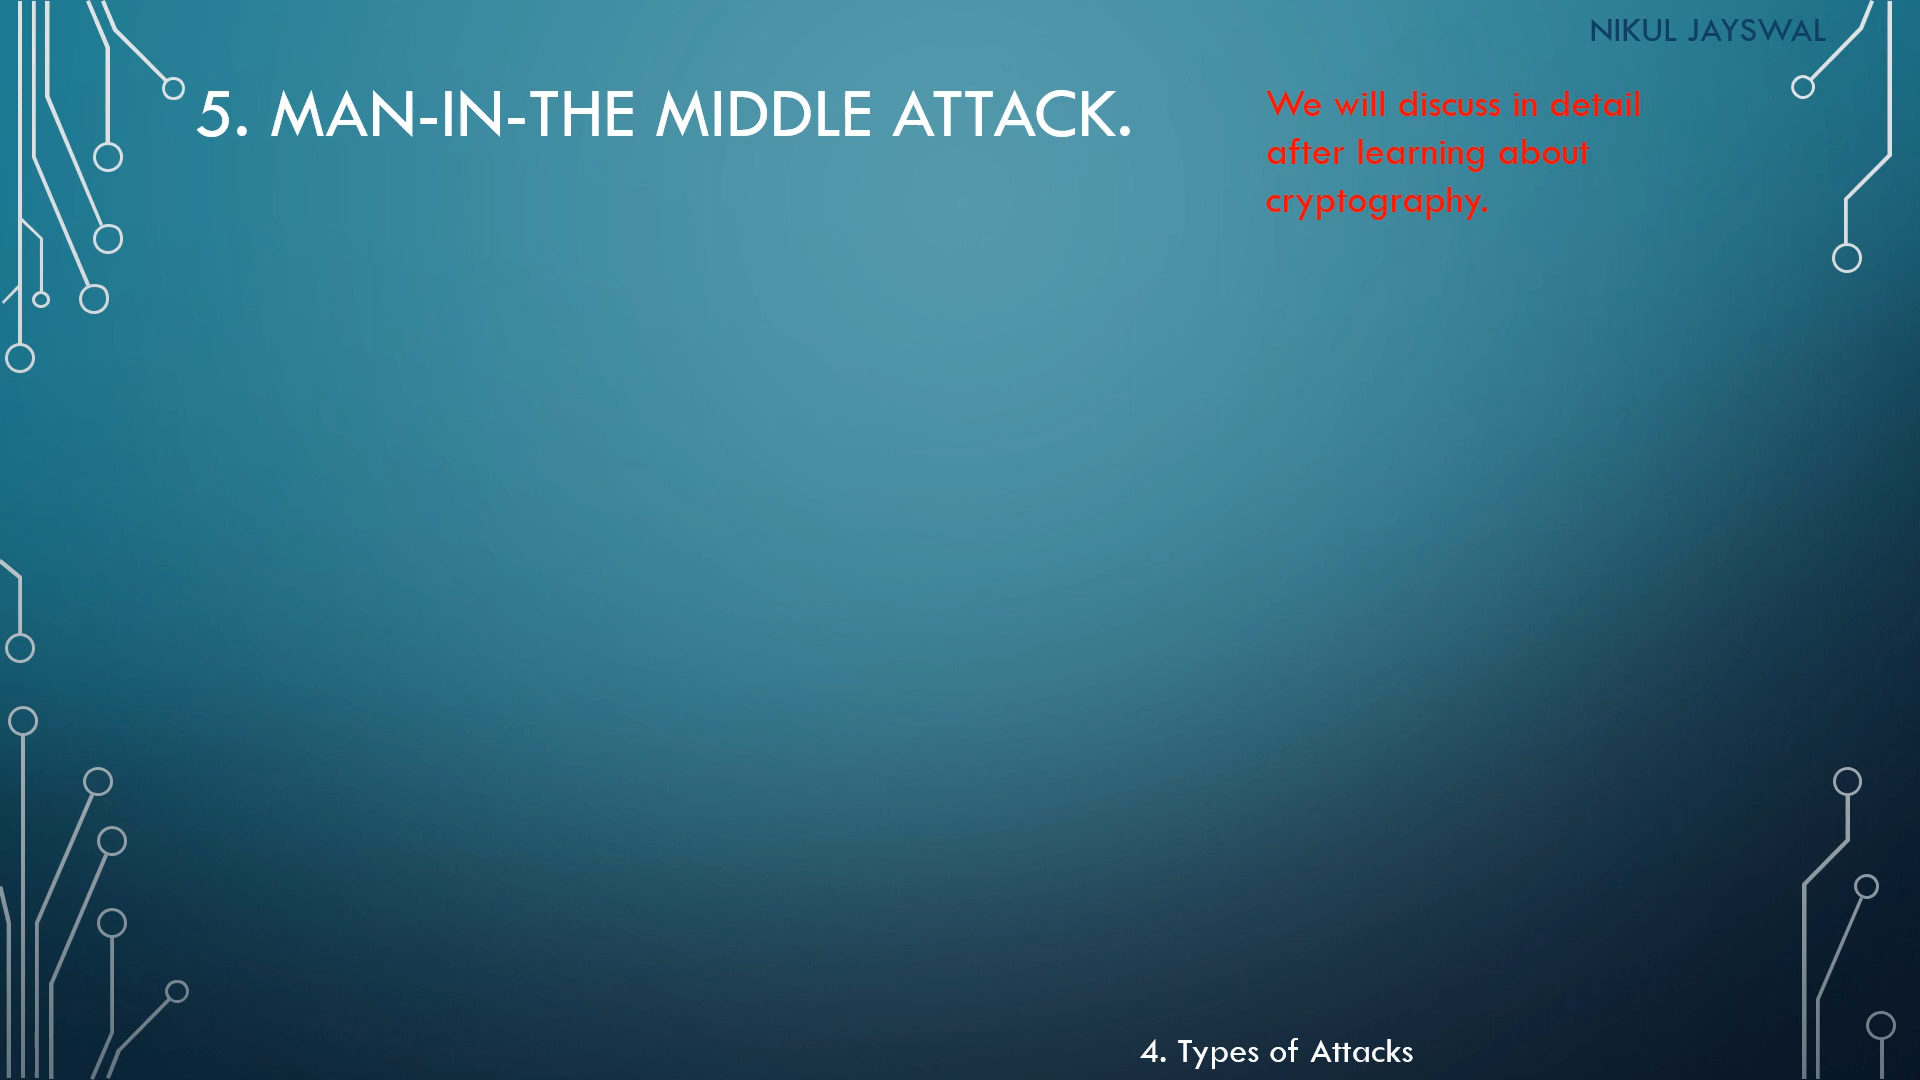 NIKUL JAYSWAL
5. MAN-IN-THE MIDDLE ATTACK.
We will discuss in detail
after learning about
cryptography.
4. Types of Attacks